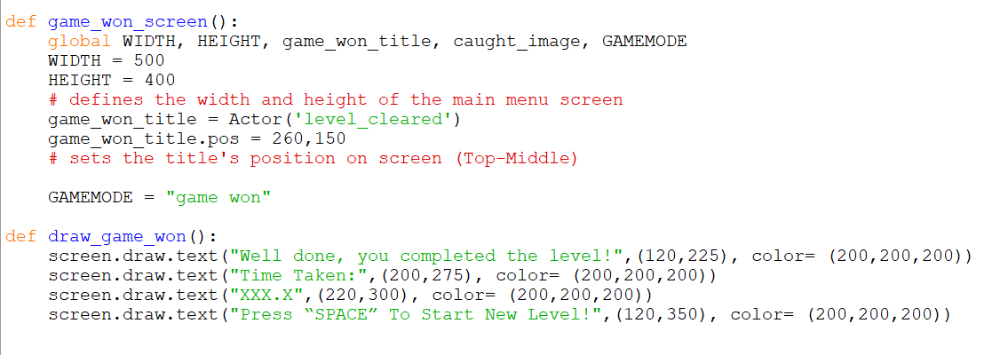 def game_won_screen():
    global WIDTH, HEIGHT, game_won_title, caught_image, GAMEMODE
    WIDTH = 500
    HEIGHT = 400
    # defines the width and height of the main menu screen
    game_won_title = Actor('level_cleared')
    game_won_title.pos = 260,150
    # sets the title's position on screen (Top-Middle)
    GAMEMODE = "game won"
def draw_game_won():
    screen.draw.text("Well done, you completed the level!",(120,225), color= (200,200,200))
    screen.draw.text("Time Taken:",(200,275), color= (200,200,200))
    screen.draw.text("XXX.X",(220,300), color= (200,200,200))
    screen.draw.text("Press “SPACE” To Start New Level!",(120,350), color= (200,200,200))